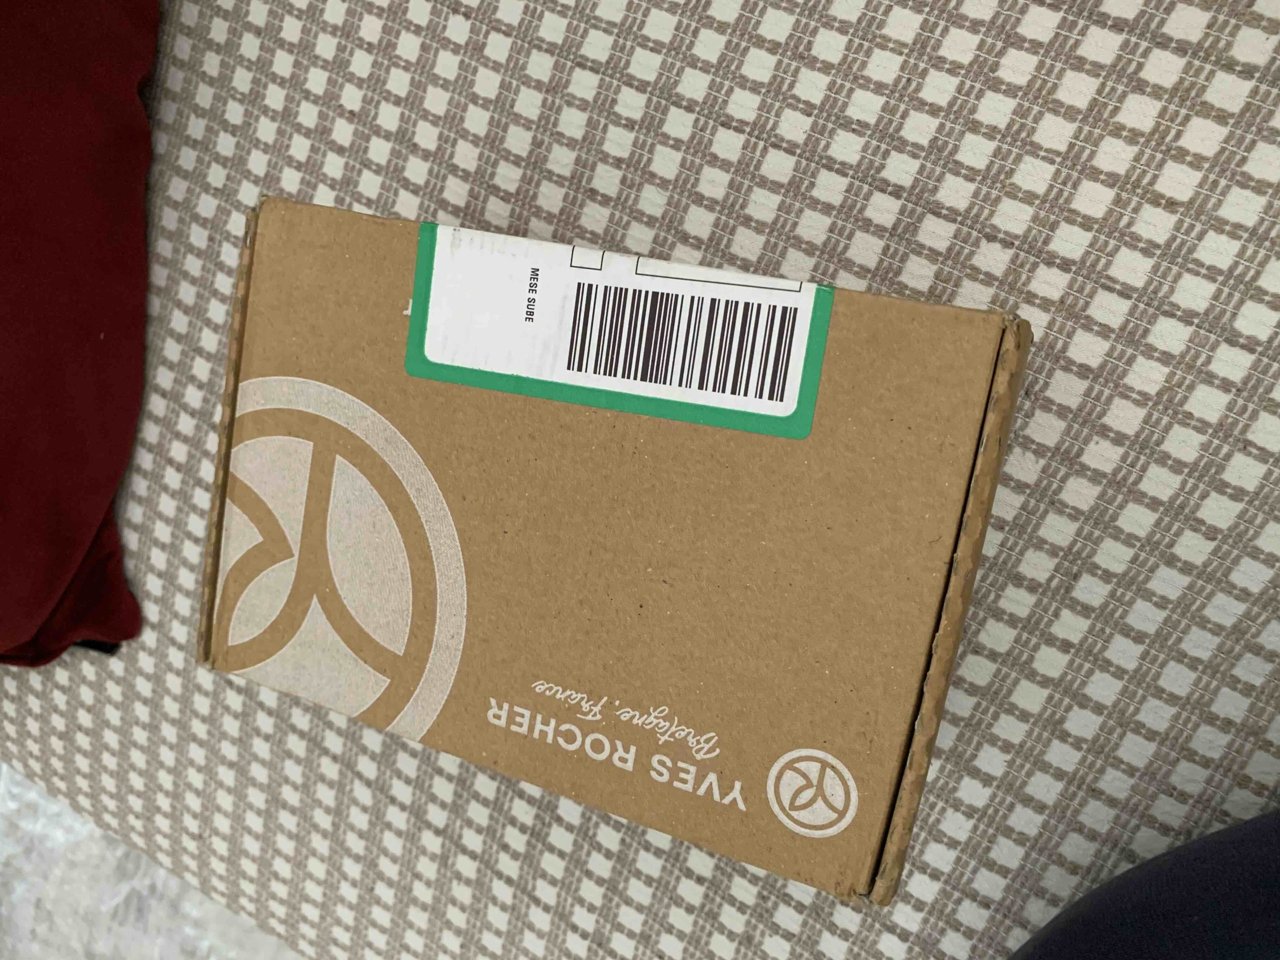 MESE SUBE
YVES ROCHER
Bretagne, France